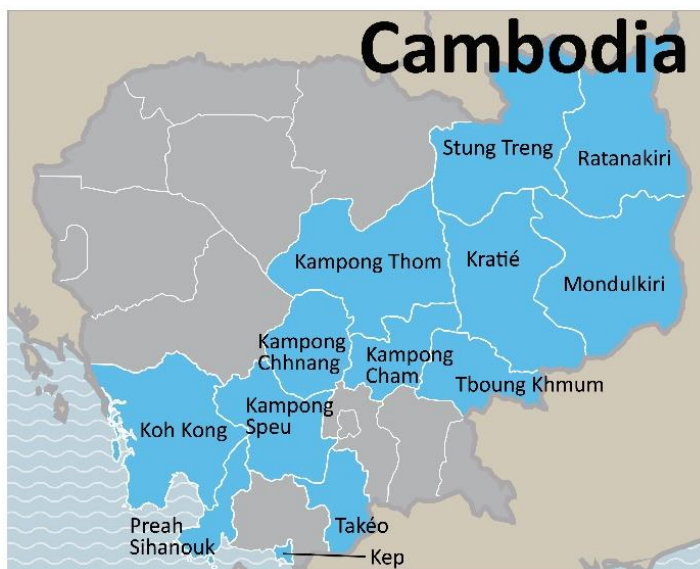 Cambodia
Stung Treng
Ratanakiri
Kampong Thom
Kratié
Mondulkiri
Kampong
Chhnang
Kampong
Cham
Tboung Khmum
Koh Kong
Kampong
Speu
Preah
Sihanouk
Takéo
Kep